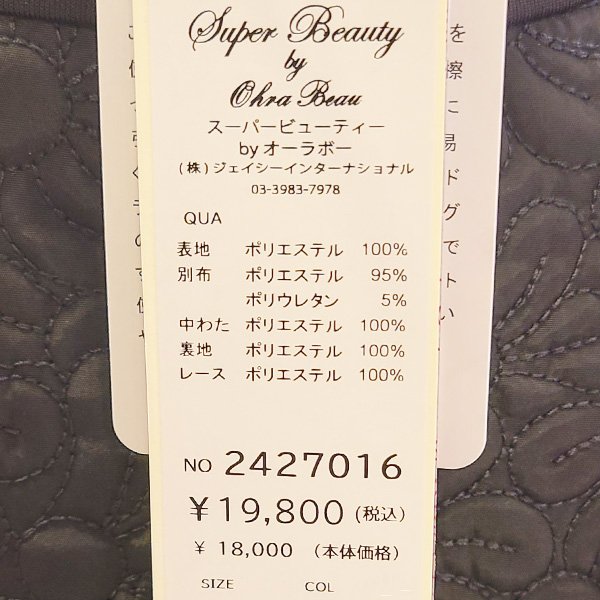 Super Beauty
by
Ohra Beau
スーパービューティー
by オーラボー
(株)ジェイシーインターナショナル
03-3983-7978
QUA
表地 ポリエステル 100%
別布 ポリエステル 95%
ポリウレタン 5%
中わた ポリエステル 100%
裏地 ポリエステル 100%
レース ポリエステル 100%
NO 2427016
¥19,800 (税込)
¥ 18,000 (本体価格)
SIZE COL